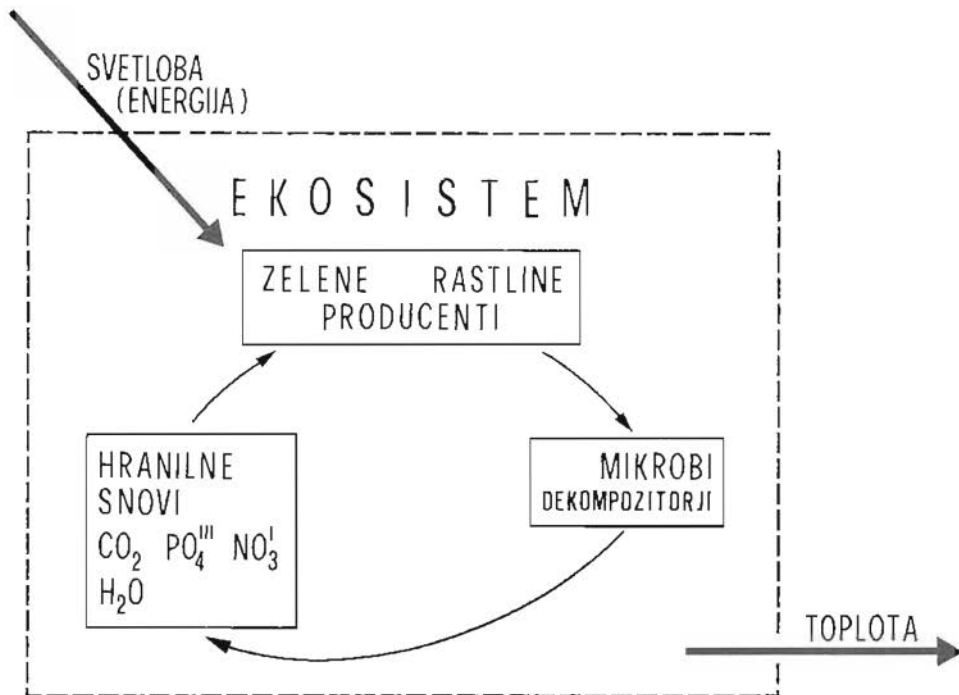 SVETLOBA
(ENERGIJA)
EKOSISTEM
ZELENE RASTLINE
PRODUCENTI
HRANILNE
SNOVI
CO₂ PO₄''' NO₃'
H₂O
MIKROBI
DEKOMPOZITORJI
TOPLOTA